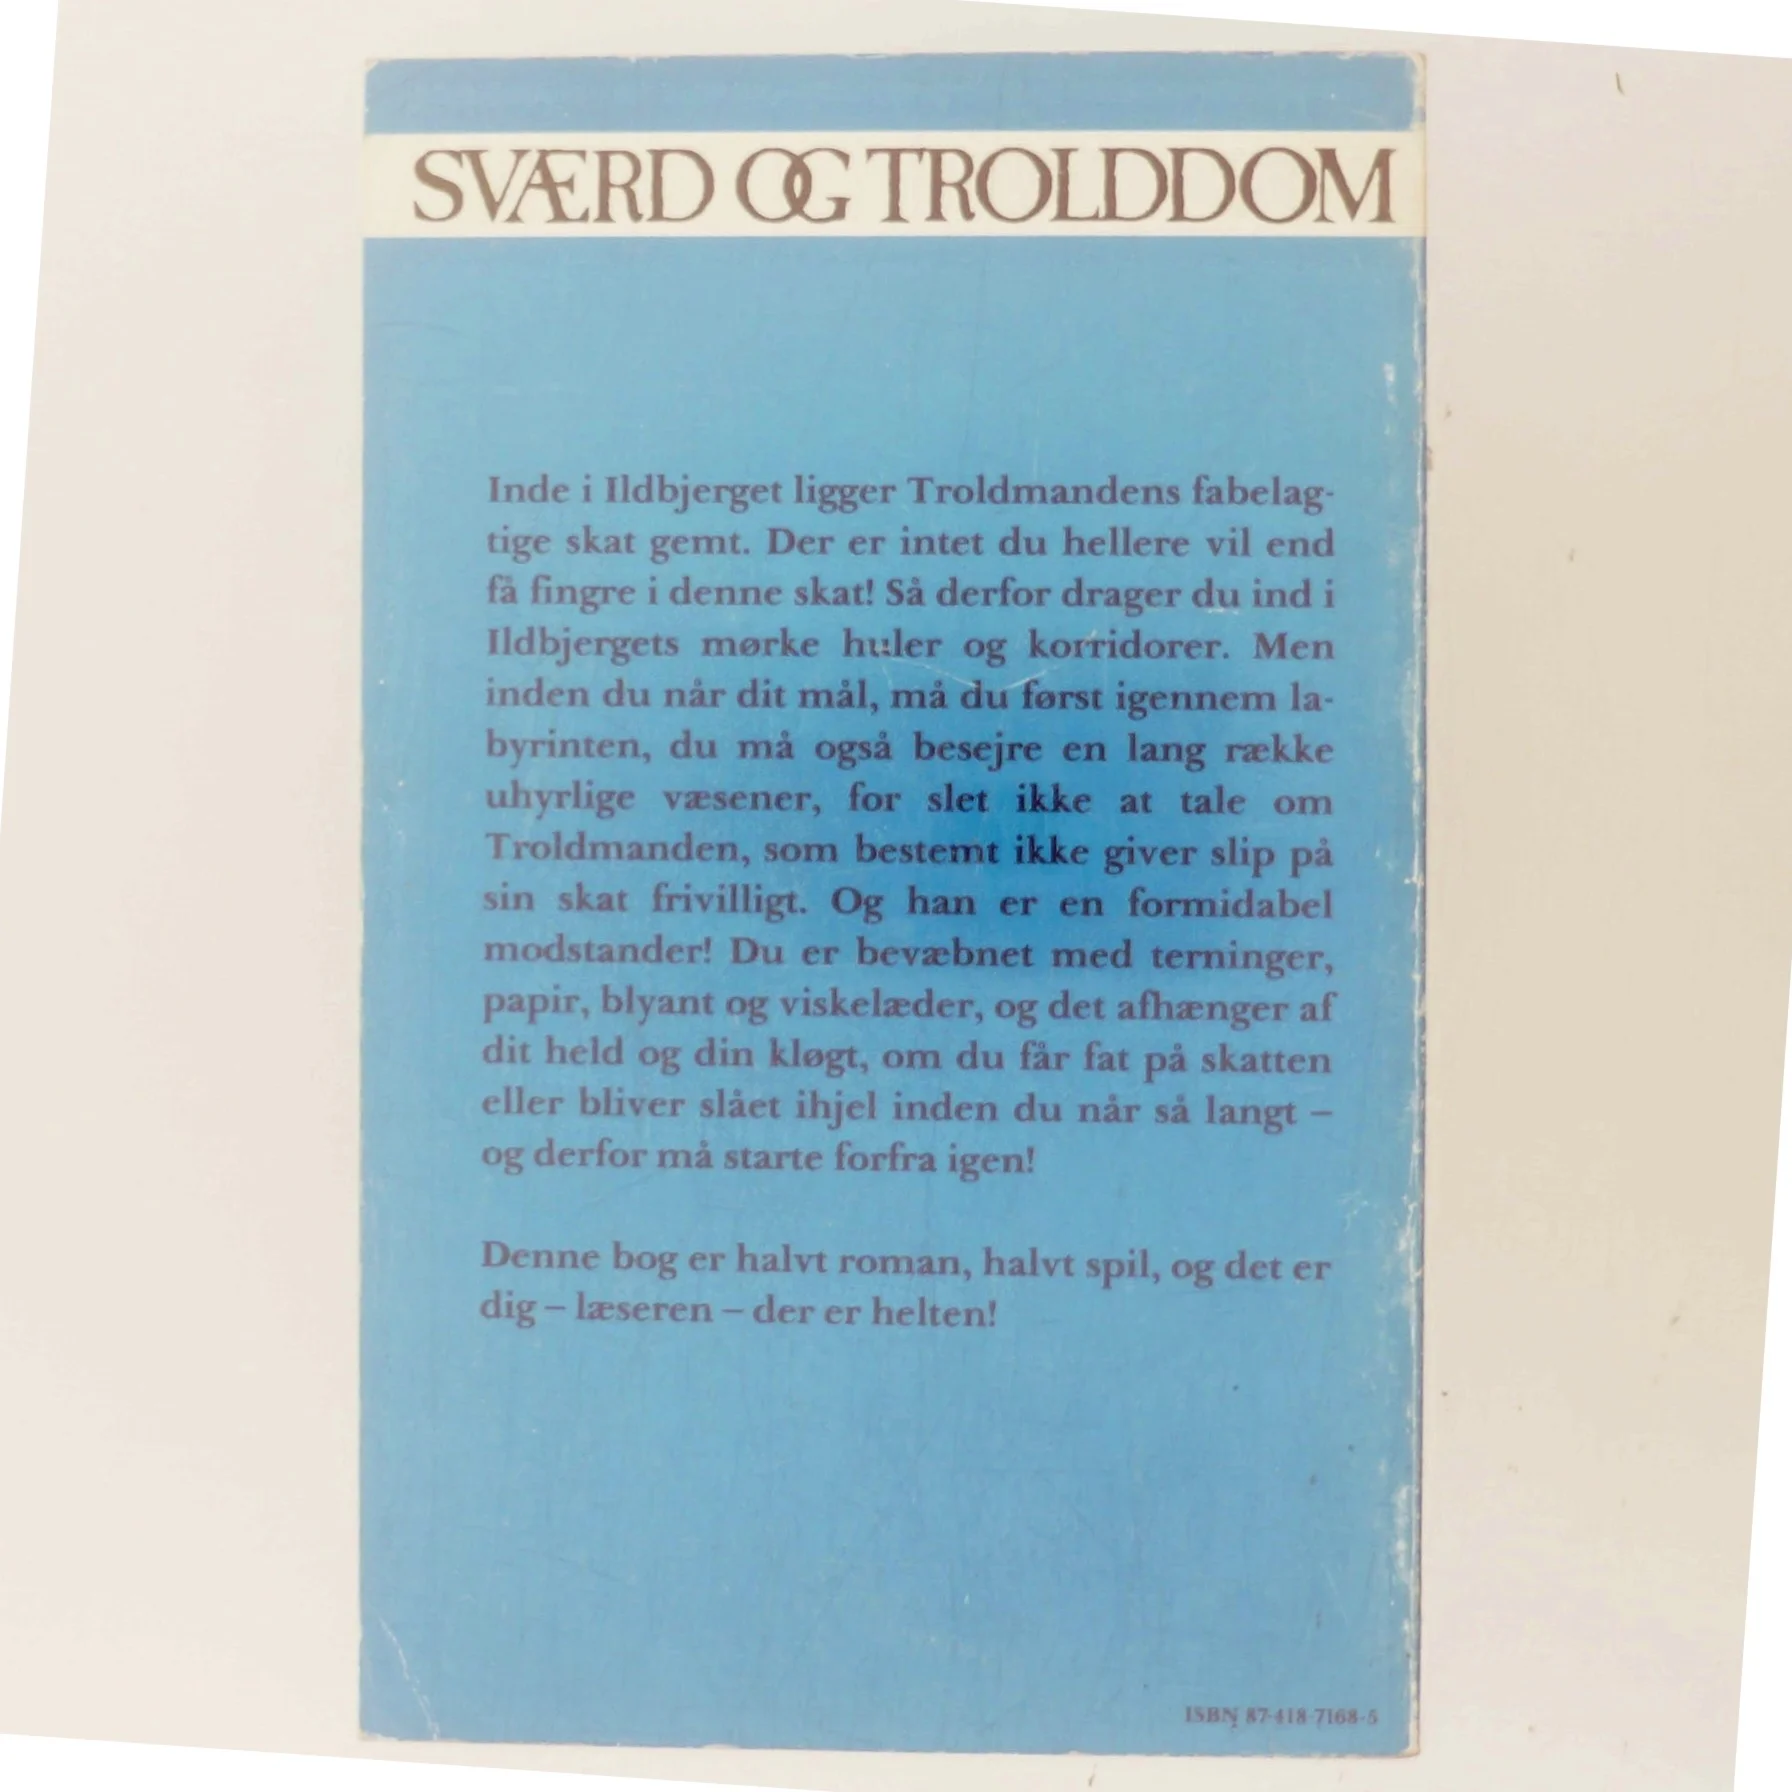 SVÆRD OG TROLDDOM
Inde i Ildbjerget ligger Troldmandens fabelag-
tige skat gemt. Der er intet du hellere vil end
få fingre i denne skat! Så derfor drager du ind i
Ildbjergets mørke huler og korridorer. Men
inden du når dit mål, må du først igennem la-
byrinten, du må også besejre en lang række
uhyrlige væsener, for slet ikke at tale om
Troldmanden, som bestemt ikke giver slip på
sin skat frivilligt. Og han er en formidabel
modstander! Du er bevæbnet med terninger,
papir, blyant og viskelæder, og det afhænger af
dit held og din kløgt, om du får fat på skatten
eller bliver slået ihjel inden du når så langt –
og derfor må starte forfra igen!
Denne bog er halvt roman, halvt spil, og det er
dig – læseren – der er helten!
ISBN 87-418-7168-5